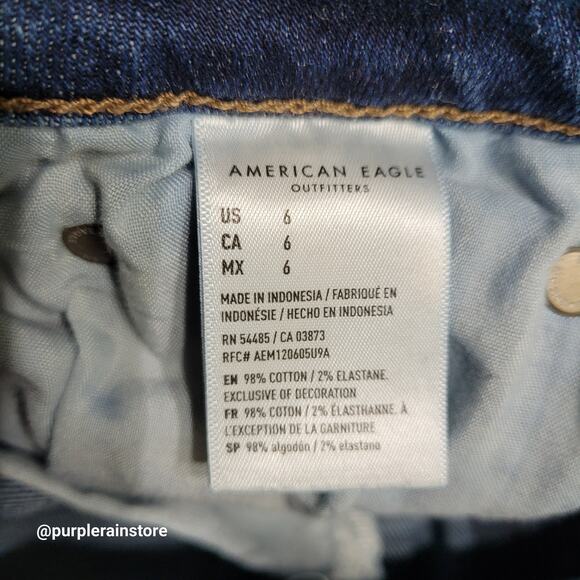 AMERICAN EAGLE
OUTFITTERS
US 6
CA 6
MX 6
MADE IN INDONESIA / FABRIQUÉ EN
INDONÉSIE / HECHO EN INDONESIA
RN 54485 / CA 03873
RFC# AEM120605U9A
EN 98% COTTON / 2% ELASTANE.
EXCLUSIVE OF DECORATION
FR 98% COTON / 2% ÉLASTHANNE. À
L'EXCEPTION DE LA GARNITURE
SP 98% algodón / 2% elastano
@purplerainstore